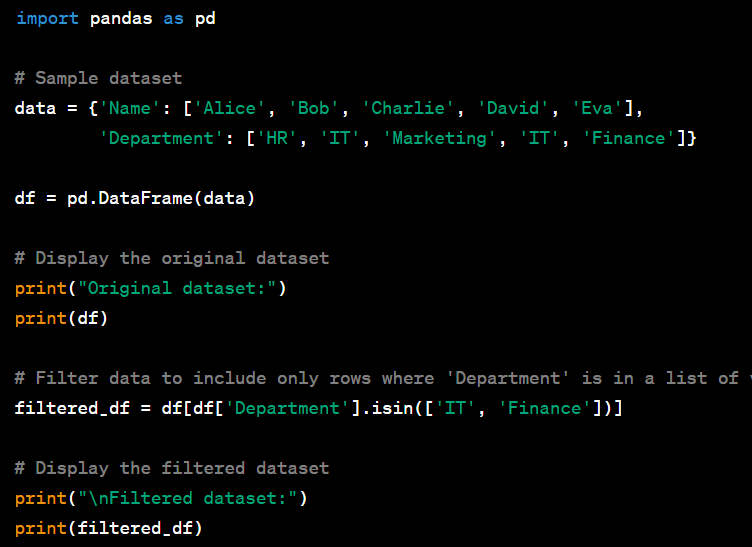 import pandas as pd
# Sample dataset
data = {'Name': ['Alice', 'Bob', 'Charlie', 'David', 'Eva'],
        'Department': ['HR', 'IT', 'Marketing', 'IT', 'Finance']}
df = pd.DataFrame(data)
# Display the original dataset
print("Original dataset:")
print(df)
# Filter data to include only rows where 'Department' is in a list of
filtered_df = df[df['Department'].isin(['IT', 'Finance'])]
# Display the filtered dataset
print("\nFiltered dataset:")
print(filtered_df)